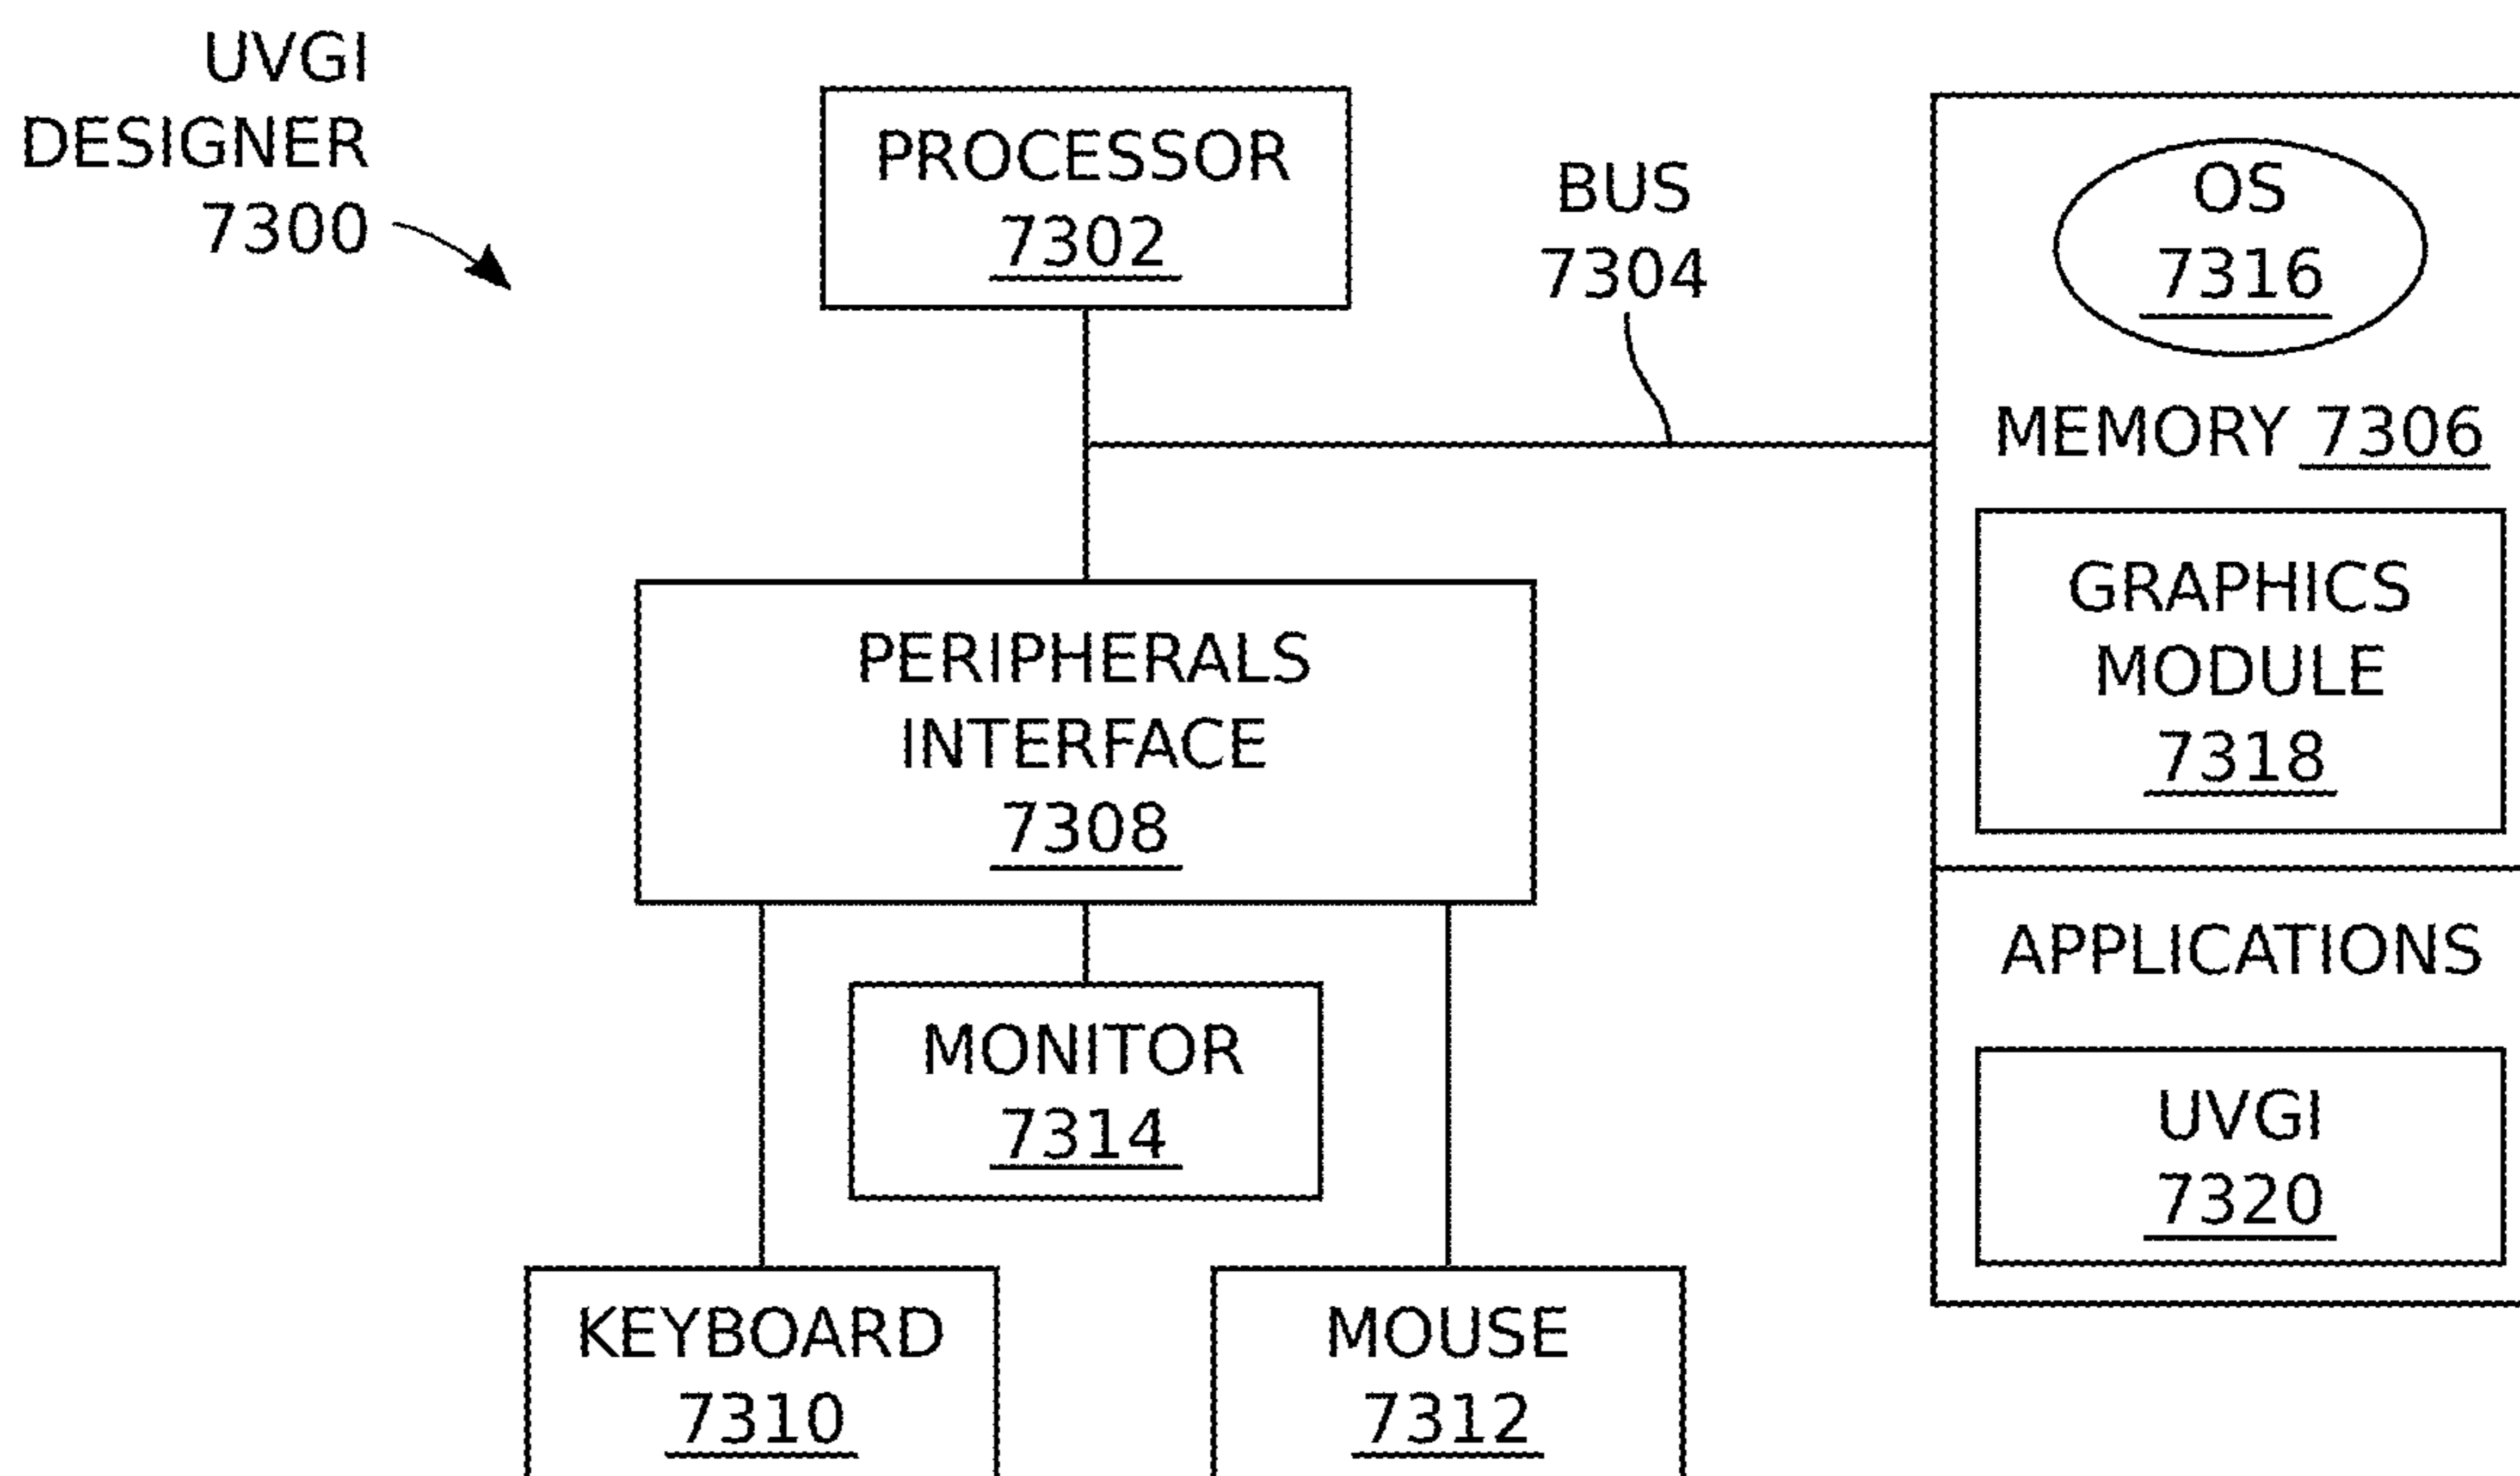 UVGI
DESIGNER
7300
PROCESSOR
7302
BUS
7304
OS
7316
MEMORY 7306
GRAPHICS
MODULE
7318
PERIPHERALS
INTERFACE
7308
APPLICATIONS
UVGI
7320
MONITOR
7314
KEYBOARD
7310
MOUSE
7312